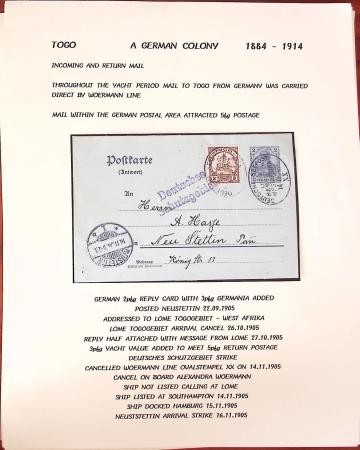 TOGO A GERMAN COLONY 1884 - 1914
INCOMING AND RETURN MAIL
THROUGHOUT THE YACHT PERIOD MAIL TO TOGO FROM GERMANY WAS CARRIED
DIRECT BY WOERMANN LINE
MAIL WITHIN THE GERMAN POSTAL AREA ATTRACTED 5pfg POSTAGE
Postkarte
(Antwort)
Deutsches
Schutzgebiet
An
Herrn
A. Hasse
Neu Stettin Pom
Wohnung
König Str. 13
NEUSTETTIN
GERMAN 2pfg REPLY CARD WITH 3pfg GERMANIA ADDED
POSTED NEUSTETTIN 22.09.1905
ADDRESSED TO LOME TOGOGEBIET - WEST AFRIKA
LOME TOGOGEBIET ARRIVAL CANCEL 26.10.1905
REPLY HALF ATTACHED WITH MESSAGE FROM LOME 27.10.1905
3pfg YACHT VALUE ADDED TO MEET 5pfg RETURN POSTAGE
DEUTSCHES SCHUTZGEBIET STRIKE
CANCELLED WOERMANN LINE OVALSTEMPEL XX ON 14.11.1905
CANCEL ON BOARD ALEXANDRA WOERMANN
SHIP NOT LISTED CALLING AT LOME
SHIP LISTED AT SOUTHAMPTON 14.11.1905
SHIP DOCKED HAMBURG 15.11.1905
NEUSTSTETTIN ARRIVAL STRIKE 16.11.1905